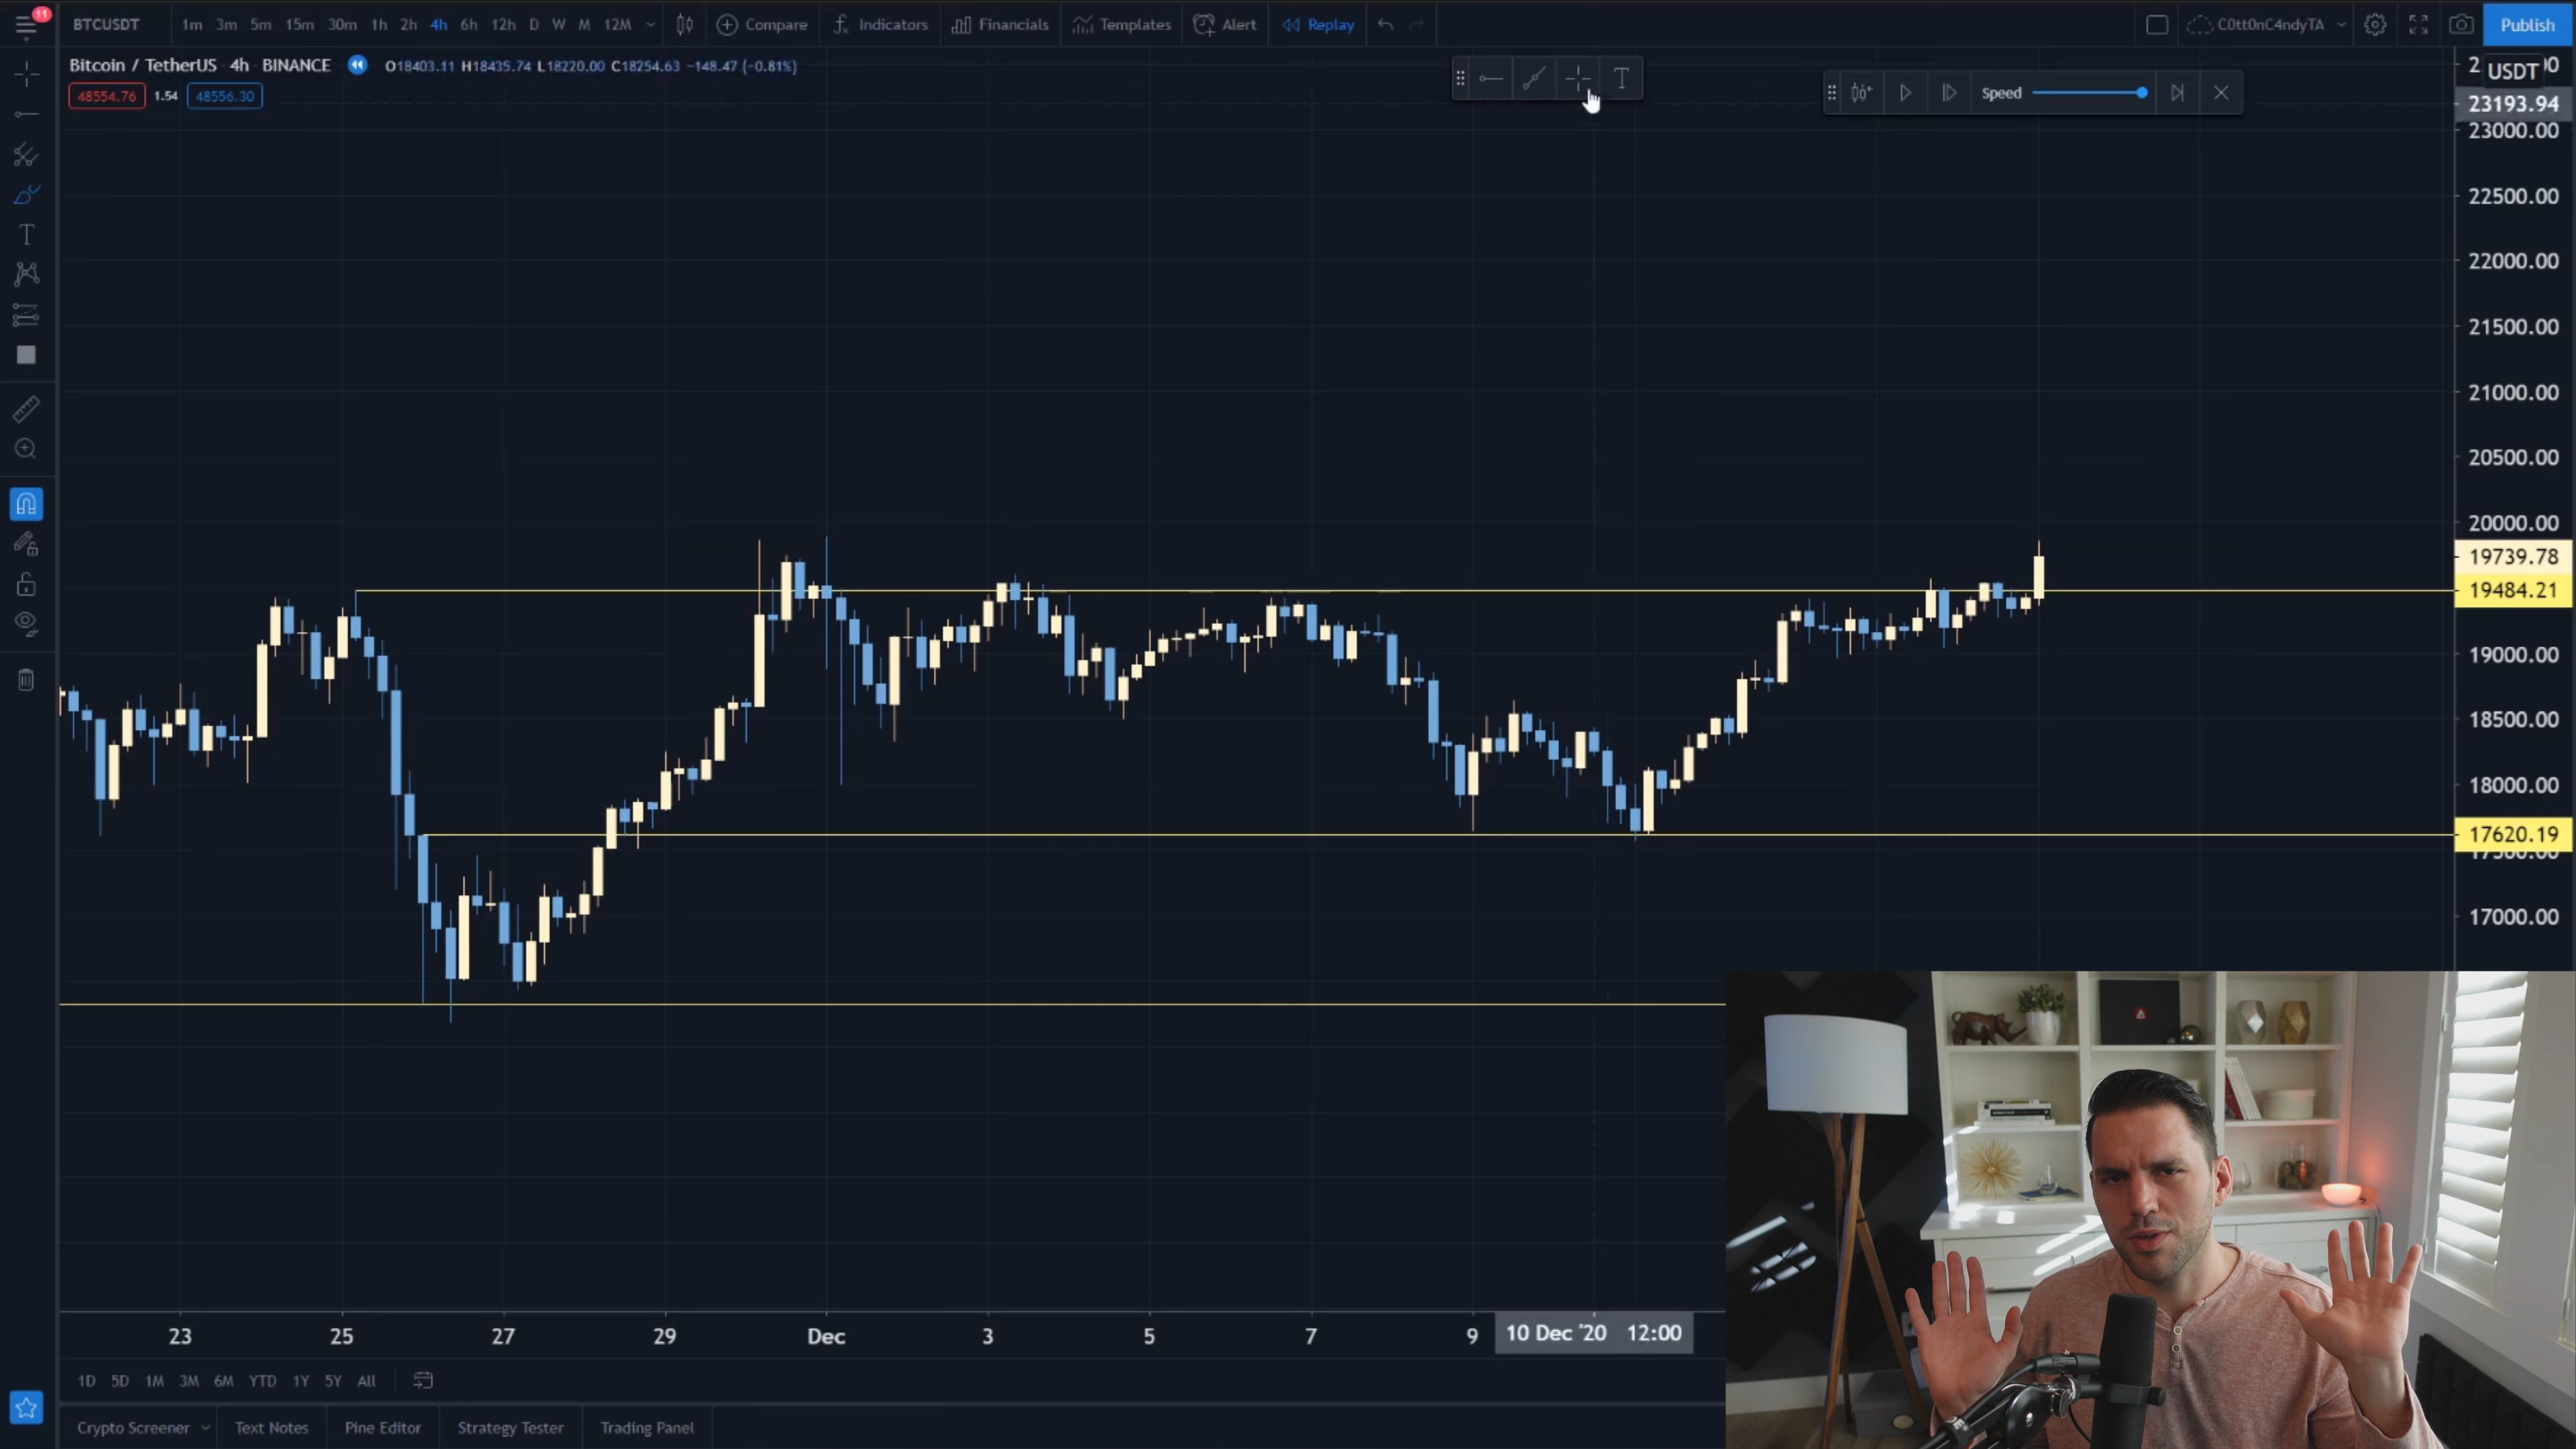 11
BTCUSDT 1m 3m 5m 15m 30m 1h 2h 4h 6h 12h D W M 12M Compare Indicators Financials Templates Alert Replay C0tt0nC4ndyTA Publish
Bitcoin / TetherUS 4h BINANCE O18403.11 H18435.74 L18220.00 C18254.63 −148.47 (−0.81%)
48554.76 1.54 48556.30
T
Speed
USDT
23193.94
23000.00
22500.00
22000.00
21500.00
21000.00
20500.00
20000.00
19739.78
19484.21
19000.00
18500.00
18000.00
17620.19
17500.00
17000.00
23 25 27 29 Dec 3 5 7 9 10 Dec '20 12:00
1D 5D 1M 3M 6M YTD 1Y 5Y All
Crypto Screener Text Notes Pine Editor Strategy Tester Trading Panel